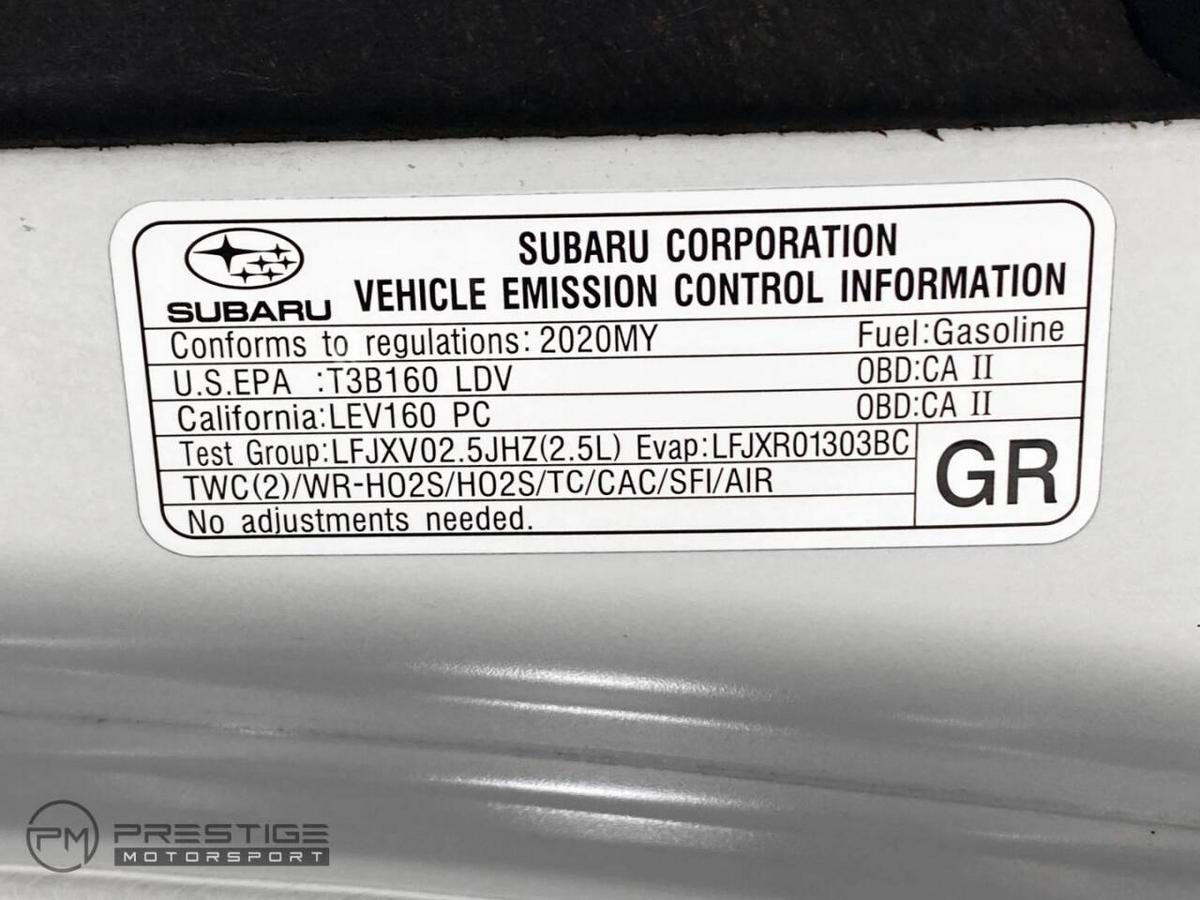 SUBARU CORPORATION
SUBARU VEHICLE EMISSION CONTROL INFORMATION
Conforms to regulations: 2020MY Fuel:Gasoline
U.S.EPA :T3B160 LDV OBD:CA II
California:LEV160 PC OBD:CA II
Test Group:LFJXV02.5JHZ(2.5L) Evap:LFJXR01303BC
GR
TWC(2)/WR-HO2S/HO2S/TC/CAC/SFI/AIR
No adjustments needed.
PM PRESTIGE
MOTORSPORT